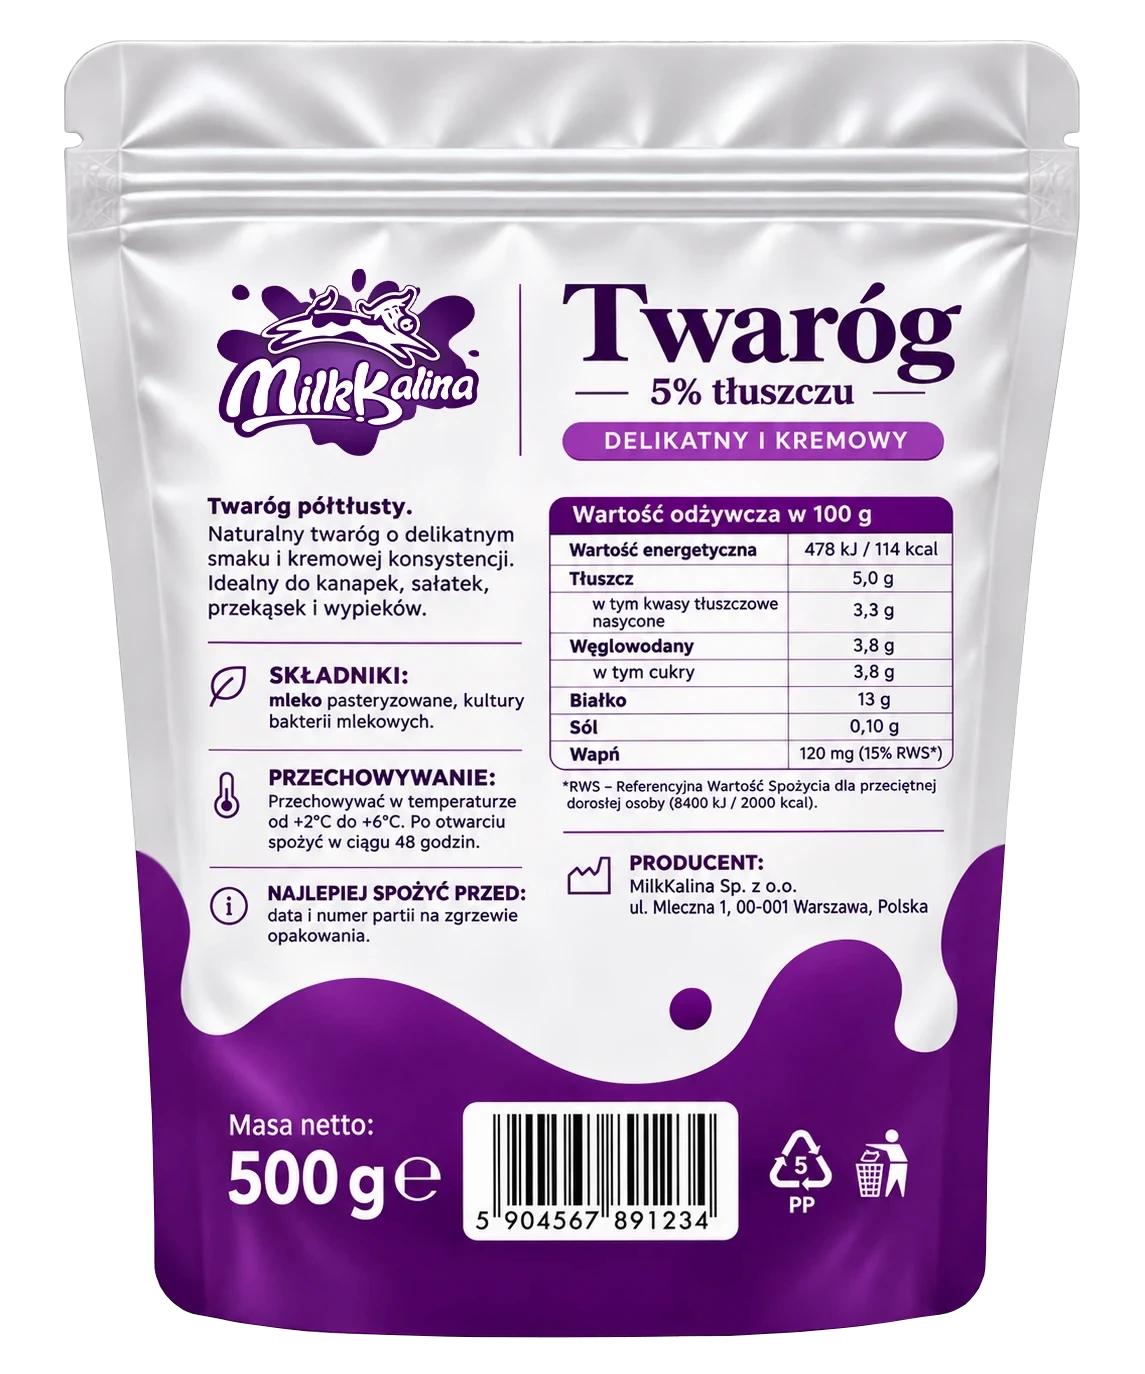 MilkKalina
Twaróg
5% tłuszczu
DELIKATNY I KREMOWY
Twaróg półtłusty.
Naturalny twaróg o delikatnym
smaku i kremowej konsystencji.
Idealny do kanapek, sałatek,
przekąsek i wypieków.
SKŁADNIKI:
mleko pasteryzowane, kultury
bakterii mlekowych.
PRZECHOWYWANIE:
Przechowywać w temperaturze
od +2°C do +6°C. Po otwarciu
spożyć w ciągu 48 godzin.
NAJLEPIEJ SPOŻYĆ PRZED:
data i numer partii na zgrzewie
opakowania.
Wartość odżywcza w 100 g
Wartość energetyczna 478 kJ / 114 kcal
Tłuszcz 5,0 g
w tym kwasy tłuszczowe
nasycone 3,3 g
Węglowodany 3,8 g
w tym cukry 3,8 g
Białko 13 g
Sól 0,10 g
Wapń 120 mg (15% RWS*)
*RWS – Referencyjna Wartość Spożycia dla przeciętnej
dorosłej osoby (8400 kJ / 2000 kcal).
PRODUCENT:
MilkKalina Sp. z o.o.
ul. Mleczna 1, 00-001 Warszawa, Polska
Masa netto:
500 g ℮
5 904567 891234
5
PP